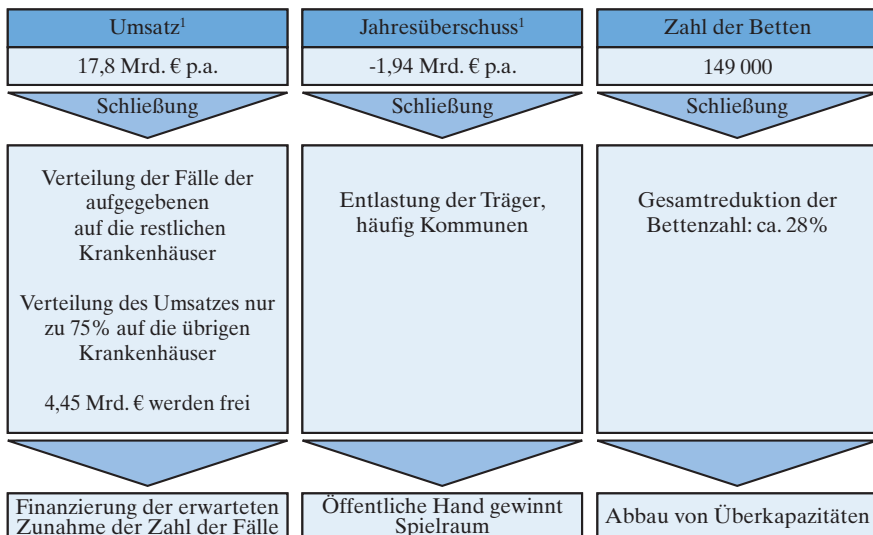 Umsatz¹
17,8 Mrd. € p.a.
Schließung
Verteilung der Fälle der
aufgegebenen
auf die restlichen
Krankenhäuser
Verteilung des Umsatzes nur
zu 75% auf die übrigen
Krankenhäuser
4,45 Mrd. € werden frei
Finanzierung der erwarteten
Zunahme der Zahl der Fälle
Jahresüberschuss¹
-1,94 Mrd. € p.a.
Schließung
Entlastung der Träger,
häufig Kommunen
Öffentliche Hand gewinnt
Spielraum
Zahl der Betten
149 000
Schließung
Gesamtreduktion der
Bettenzahl: ca. 28%
Abbau von Überkapazitäten